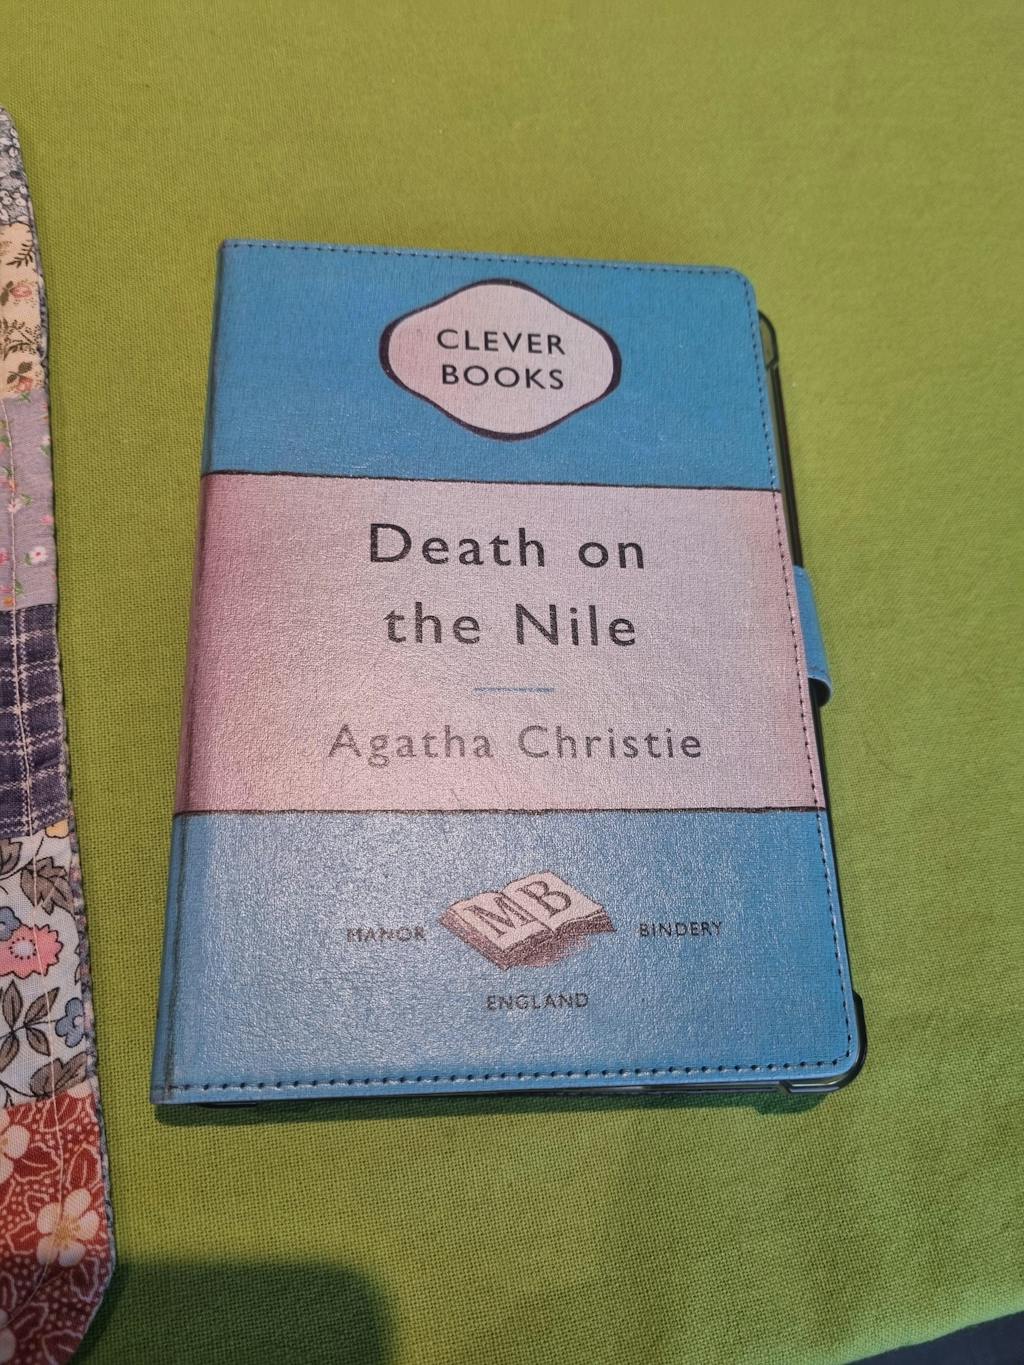 CLEVER
BOOKS
Death on
the Nile
Agatha Christie
MB
MANOR BINDERY
ENGLAND